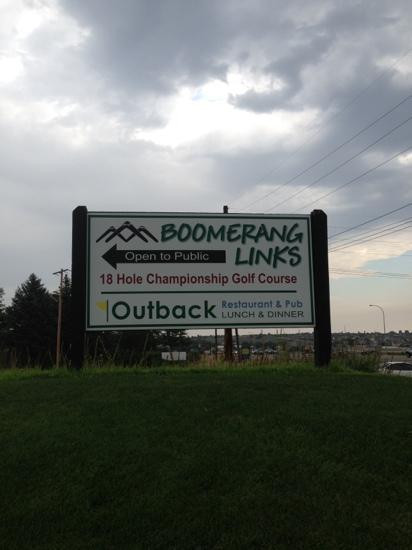 BOOMERANG
Open to Public
LINKS
18 Hole Championship Golf Course
Outback
Restaurant & Pub
LUNCH & DINNER